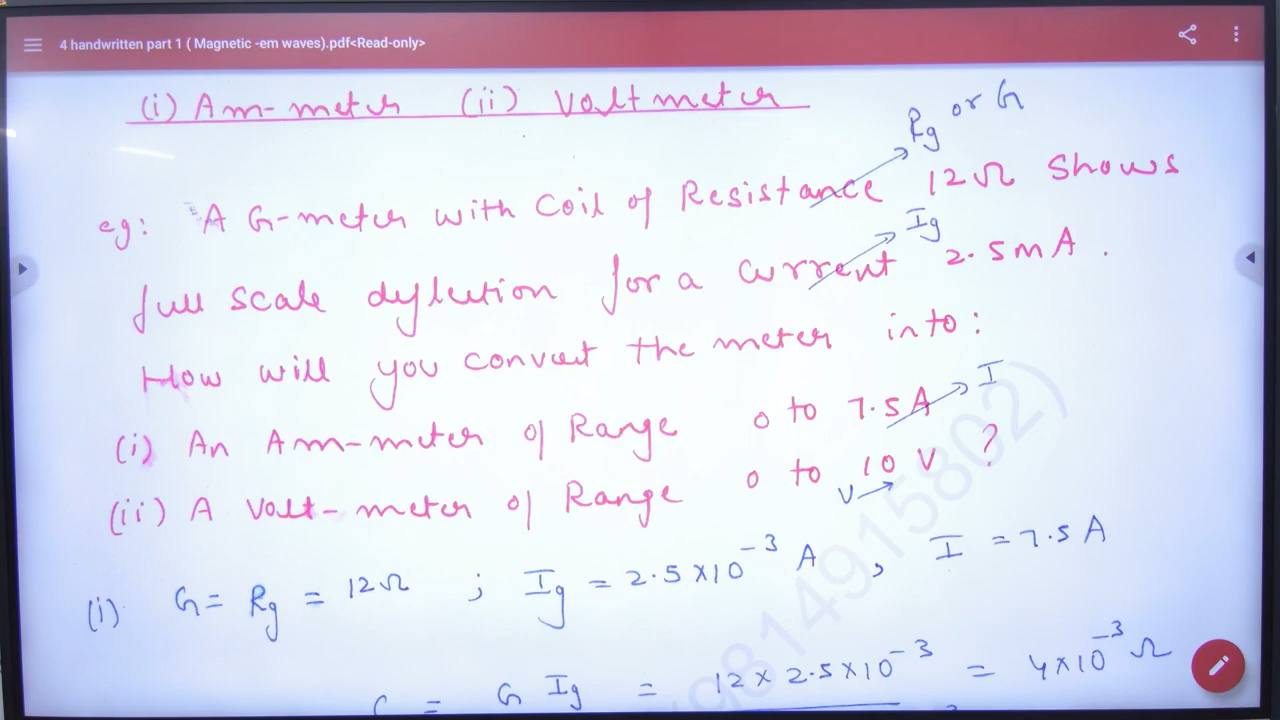 4 handwritten part 1 ( Magnetic -em waves).pdf<Read-only>
(i) Am-meter (ii) Voltmeter
Rg or G
eg: A G-meter with Coil of Resistance 12Ω Shows
Ig
full scale deflection for a Current 2.5mA.
How will you convert the meter into:
I
(i) An Am-meter of Range 0 to 7.5A
(ii) A Volt-meter of Range 0 to 10 V ?
V
(i) G = Rg = 12Ω ; Ig = 2.5×10⁻³ A , I = 7.5A
= G Ig = 12×2.5×10⁻³ = 4×10⁻³ Ω
9814915802)